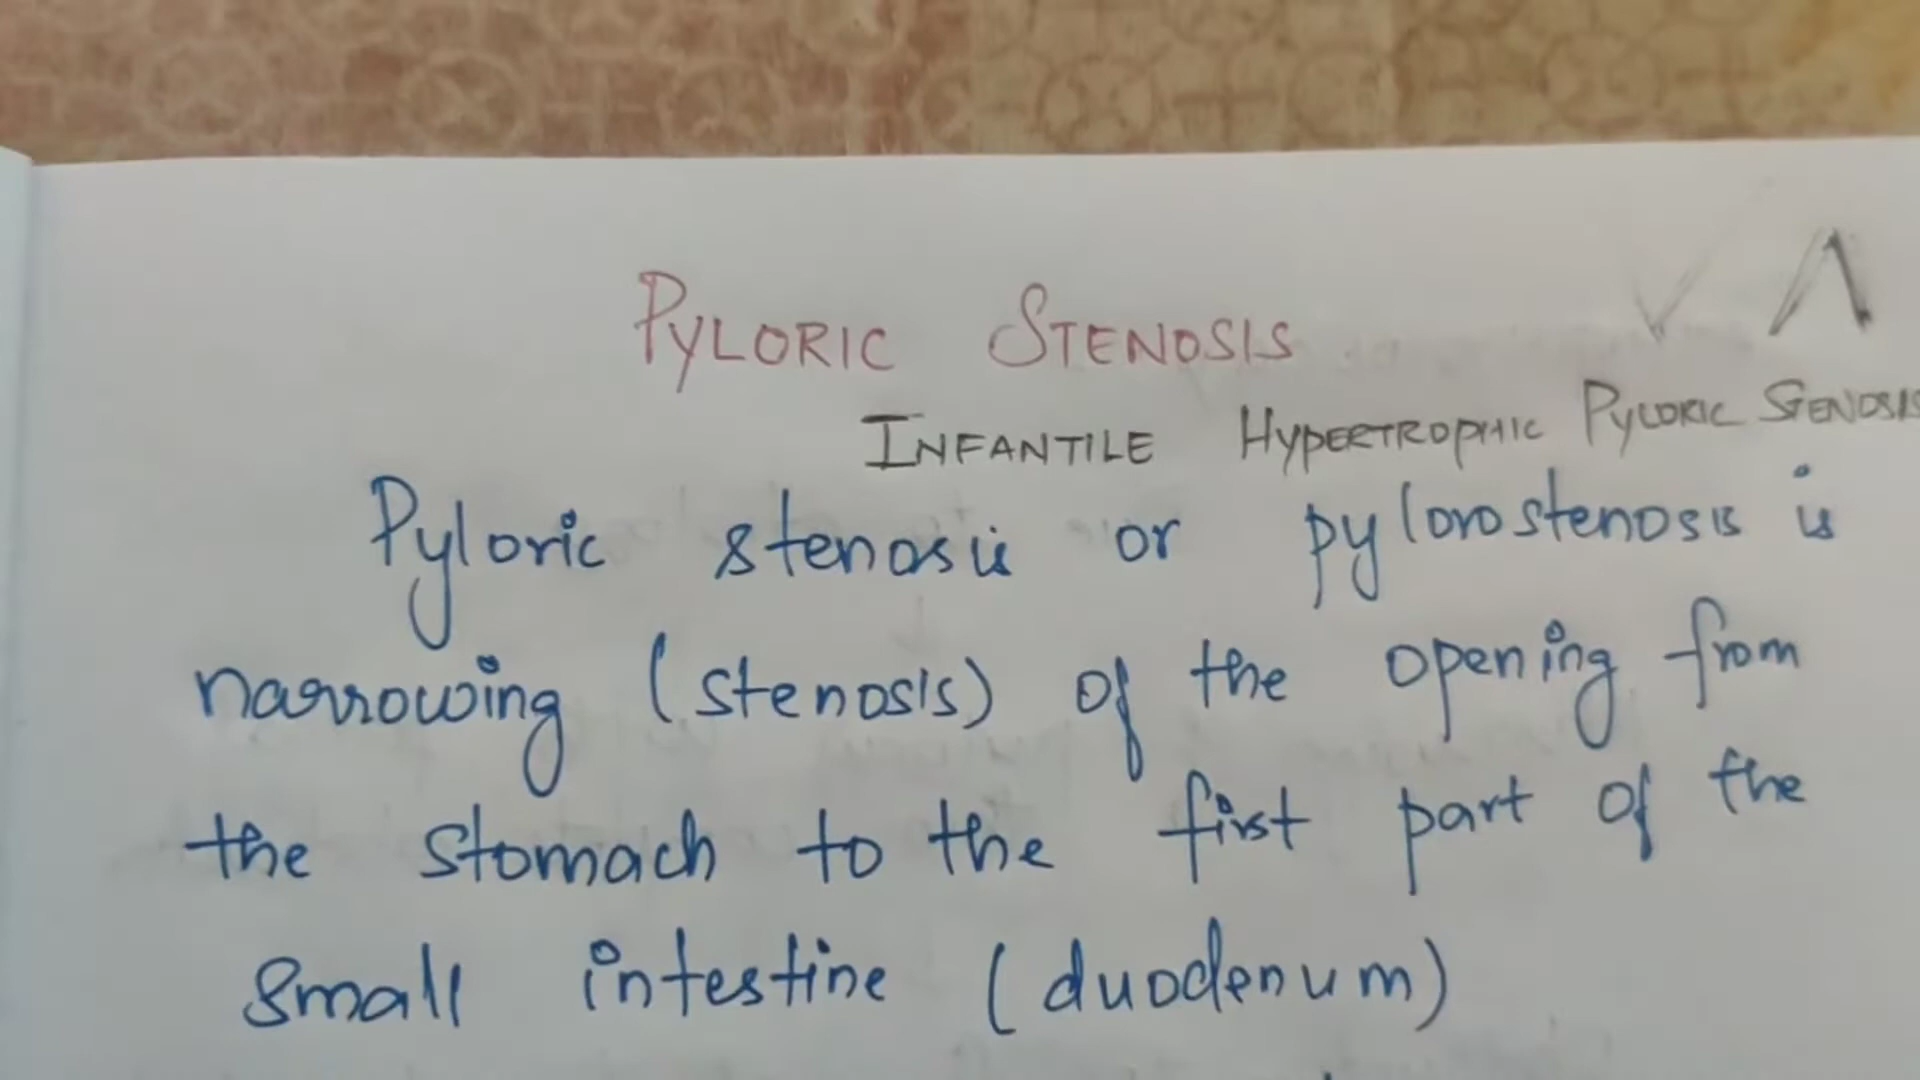 PYLORIC STENOSIS
INFANTILE HYPERTROPHIC PYLORIC STENOSIS
Pyloric stenosis or pylorostenosis is
narrowing (stenosis) of the opening from
the stomach to the first part of the
small intestine (duodenum)